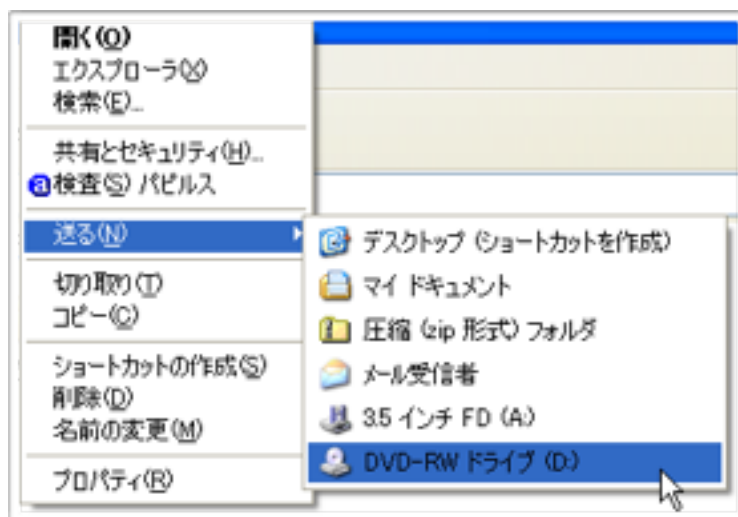 開く(O)
エクスプローラ(X)
検索(E)...
共有とセキュリティ(H)...
a検査(S) パピルス
送る(N)
切り取り(T)
コピー(C)
ショートカットの作成(S)
削除(D)
名前の変更(M)
プロパティ(R)
デスクトップ (ショートカットを作成)
マイ ドキュメント
圧縮 (zip 形式) フォルダ
メール受信者
3.5 インチ FD (A:)
DVD-RW ドライブ (D:)